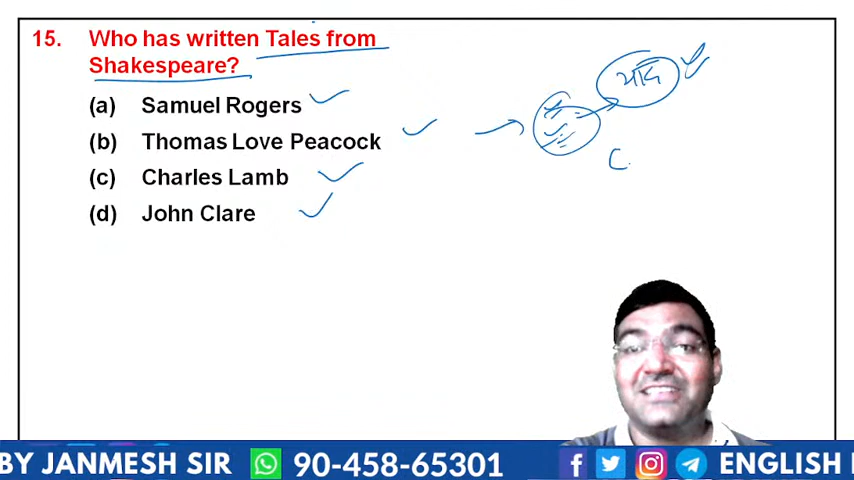 15. Who has written Tales from
Shakespeare?
(a) Samuel Rogers
(b) Thomas Love Peacock
(c) Charles Lamb
(d) John Clare
यदि
C
BY JANMESH SIR 90-458-65301 ENGLISH